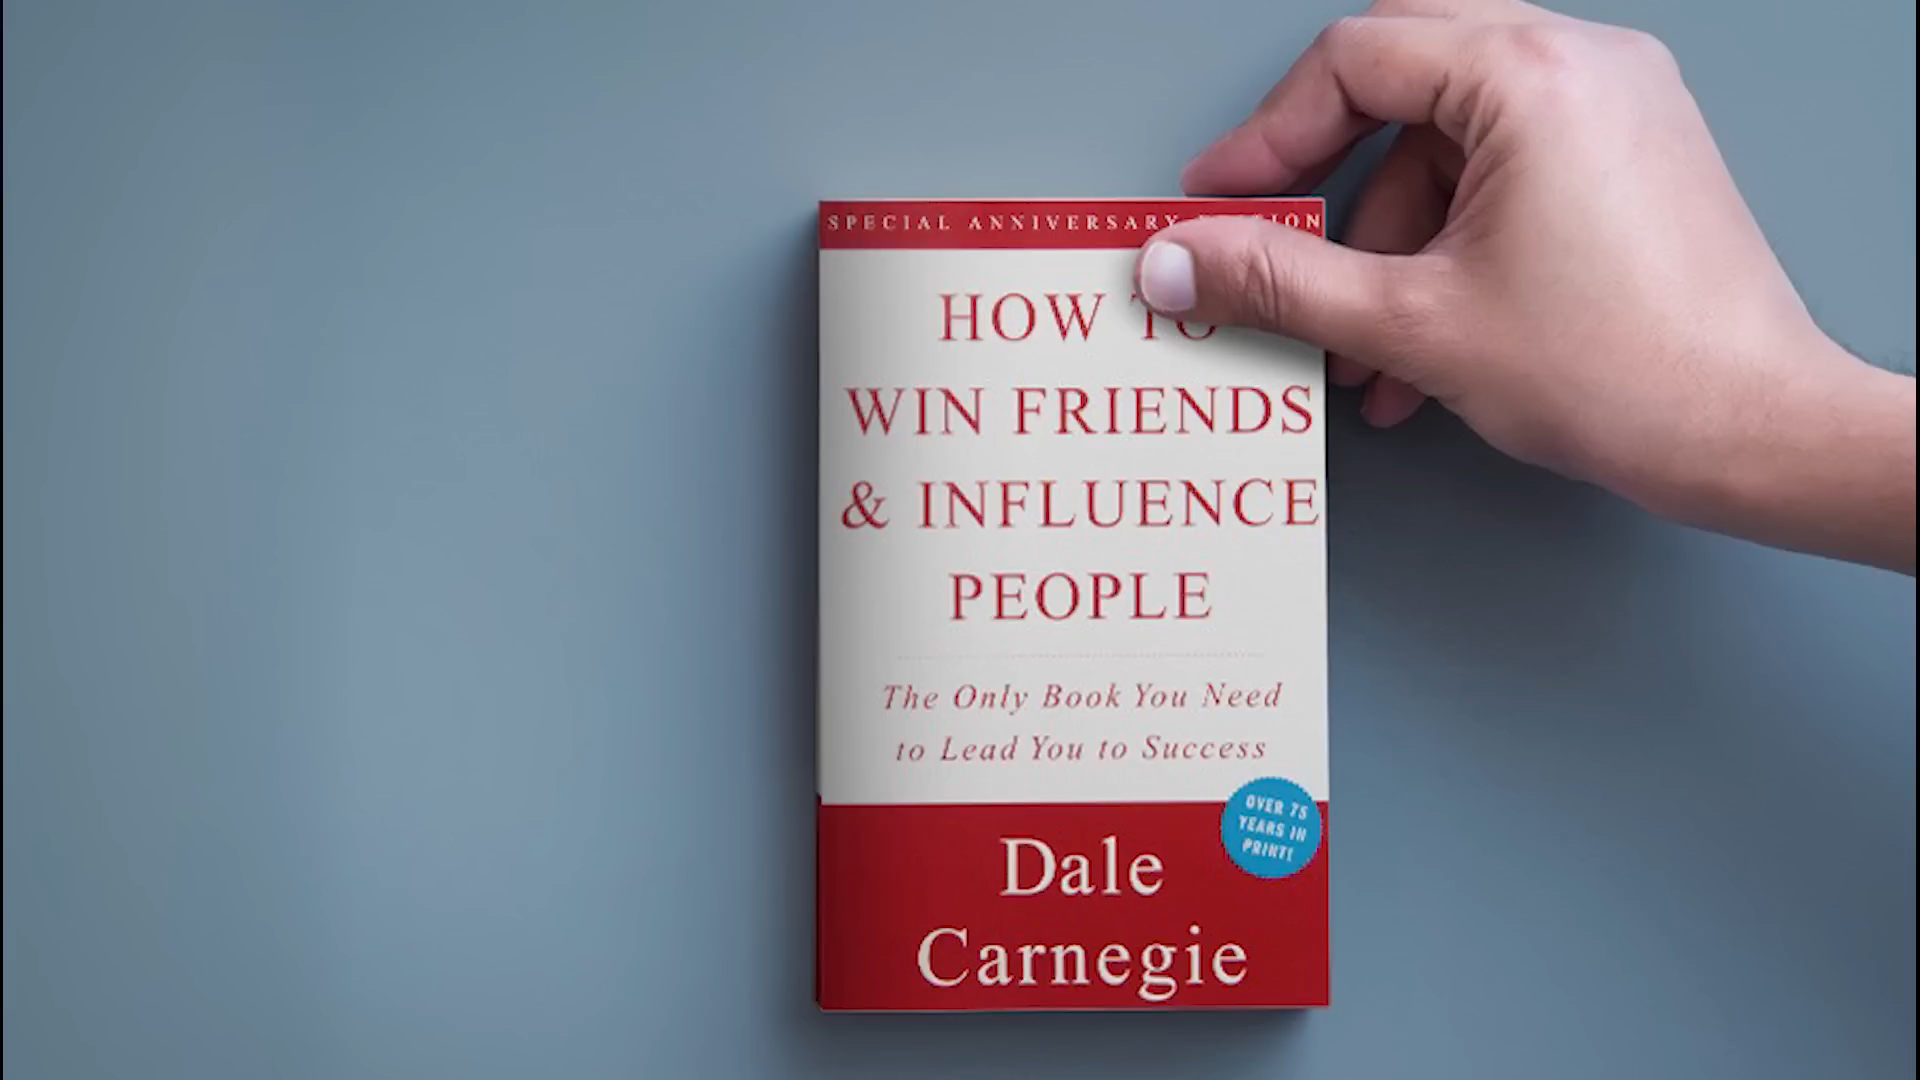 SPECIAL ANNIVERSARY
HOW TO
WIN FRIENDS
& INFLUENCE
PEOPLE
The Only Book You Need
to Lead You to Success
OVER 75
YEARS IN
PRINT!
Dale
Carnegie